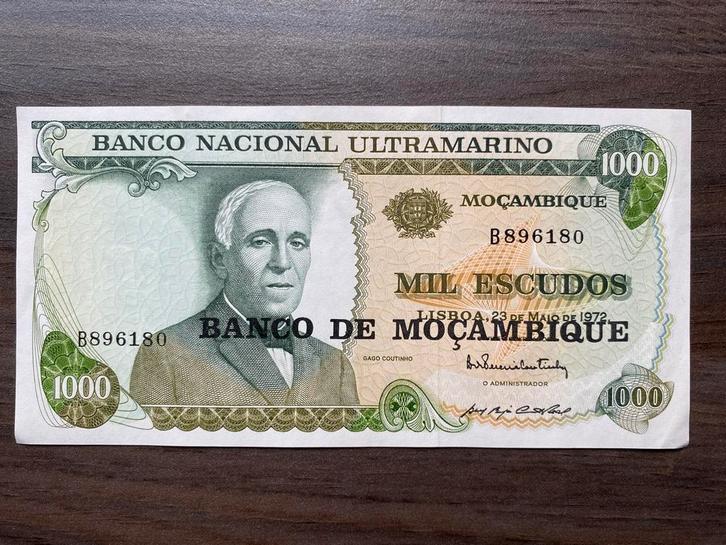 BANCO NACIONAL ULTRAMARINO
1000
MOÇAMBIQUE
B896180
MIL ESCUDOS
LISBOA, 23 DE MAIO DE 1972
BANCO DE MOÇAMBIQUE
B896180
GAGO COUTINHO
O ADMINISTRADOR
1000
1000